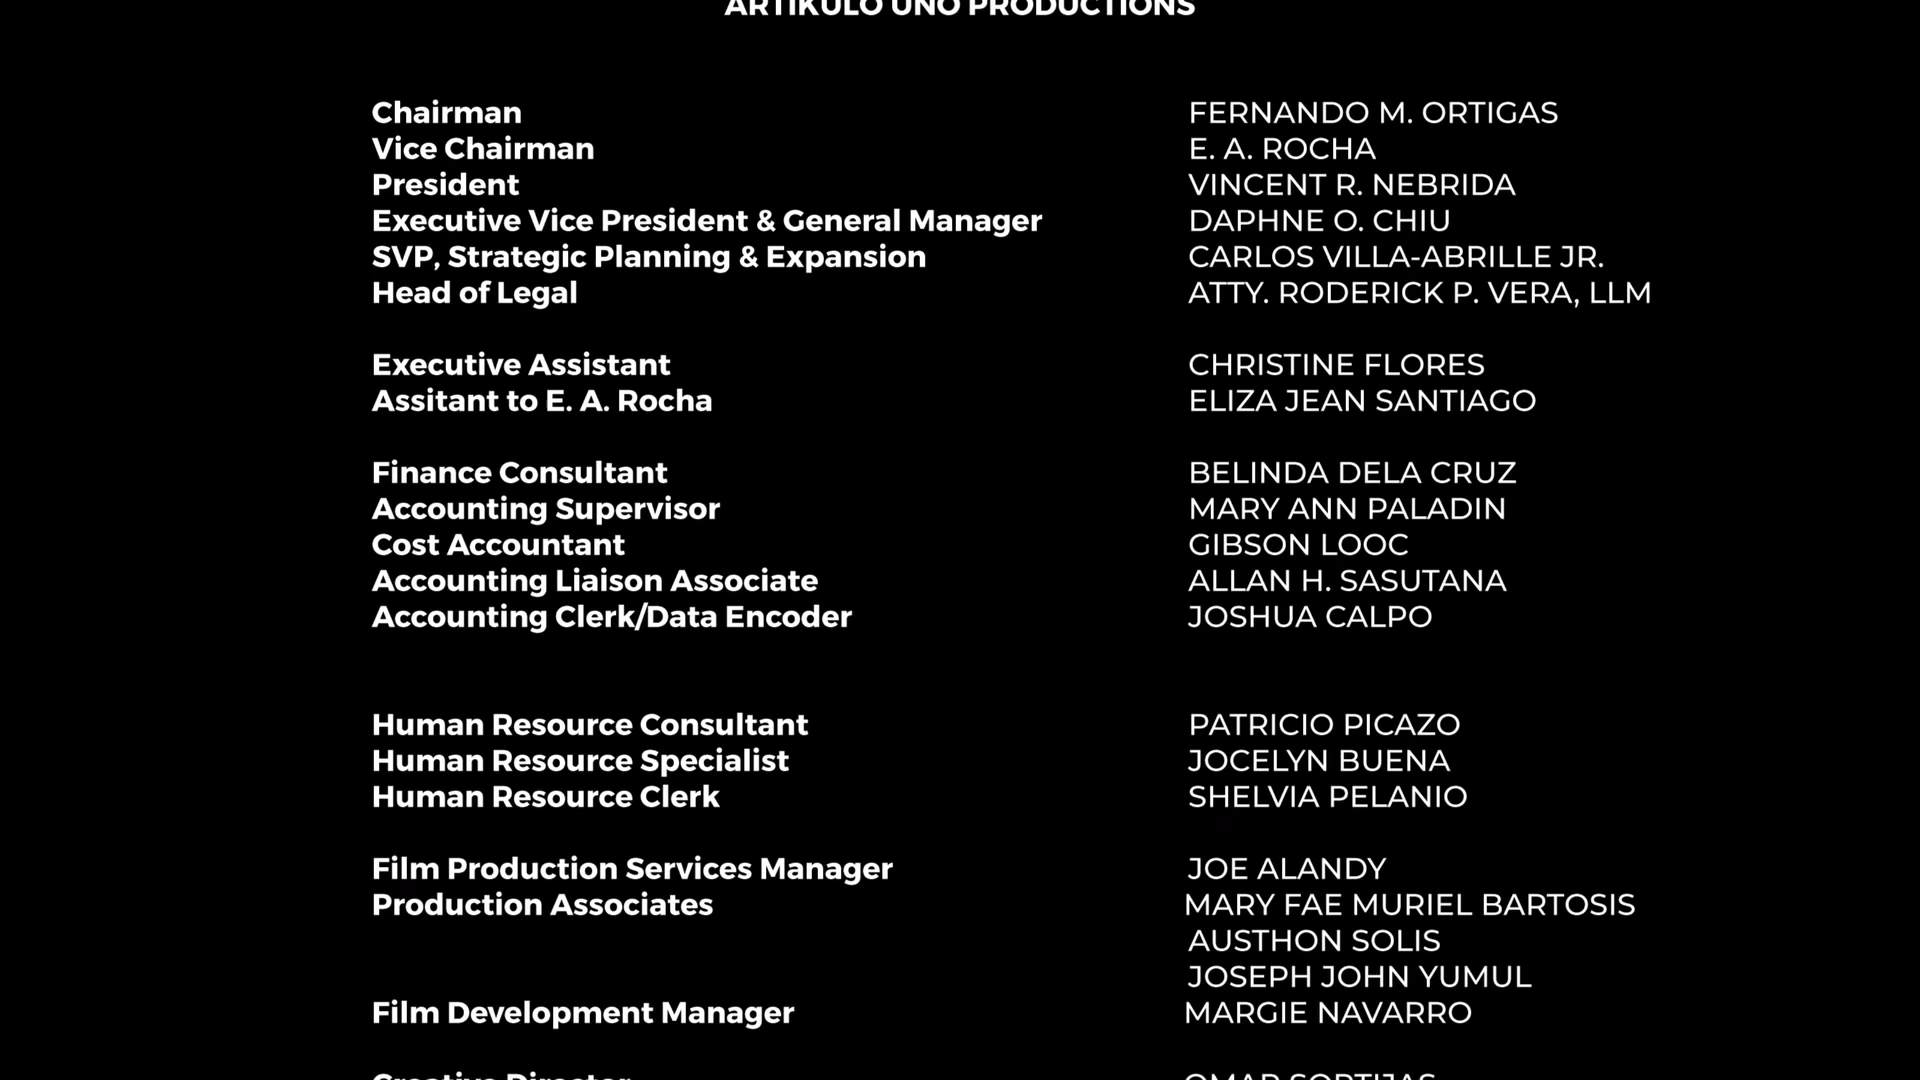 ARTIKULO UNO PRODUCTIONS
Chairman FERNANDO M. ORTIGAS
Vice Chairman E. A. ROCHA
President VINCENT R. NEBRIDA
Executive Vice President & General Manager DAPHNE O. CHIU
SVP, Strategic Planning & Expansion CARLOS VILLA-ABRILLE JR.
Head of Legal ATTY. RODERICK P. VERA, LLM
Executive Assistant CHRISTINE FLORES
Assitant to E. A. Rocha ELIZA JEAN SANTIAGO
Finance Consultant BELINDA DELA CRUZ
Accounting Supervisor MARY ANN PALADIN
Cost Accountant GIBSON LOOC
Accounting Liaison Associate ALLAN H. SASUTANA
Accounting Clerk/Data Encoder JOSHUA CALPO
Human Resource Consultant PATRICIO PICAZO
Human Resource Specialist JOCELYN BUENA
Human Resource Clerk SHELVIA PELANIO
Film Production Services Manager JOE ALANDY
Production Associates MARY FAE MURIEL BARTOSIS
AUSTHON SOLIS
JOSEPH JOHN YUMUL
Film Development Manager MARGIE NAVARRO
Creative Director OMAR SORTIJAS